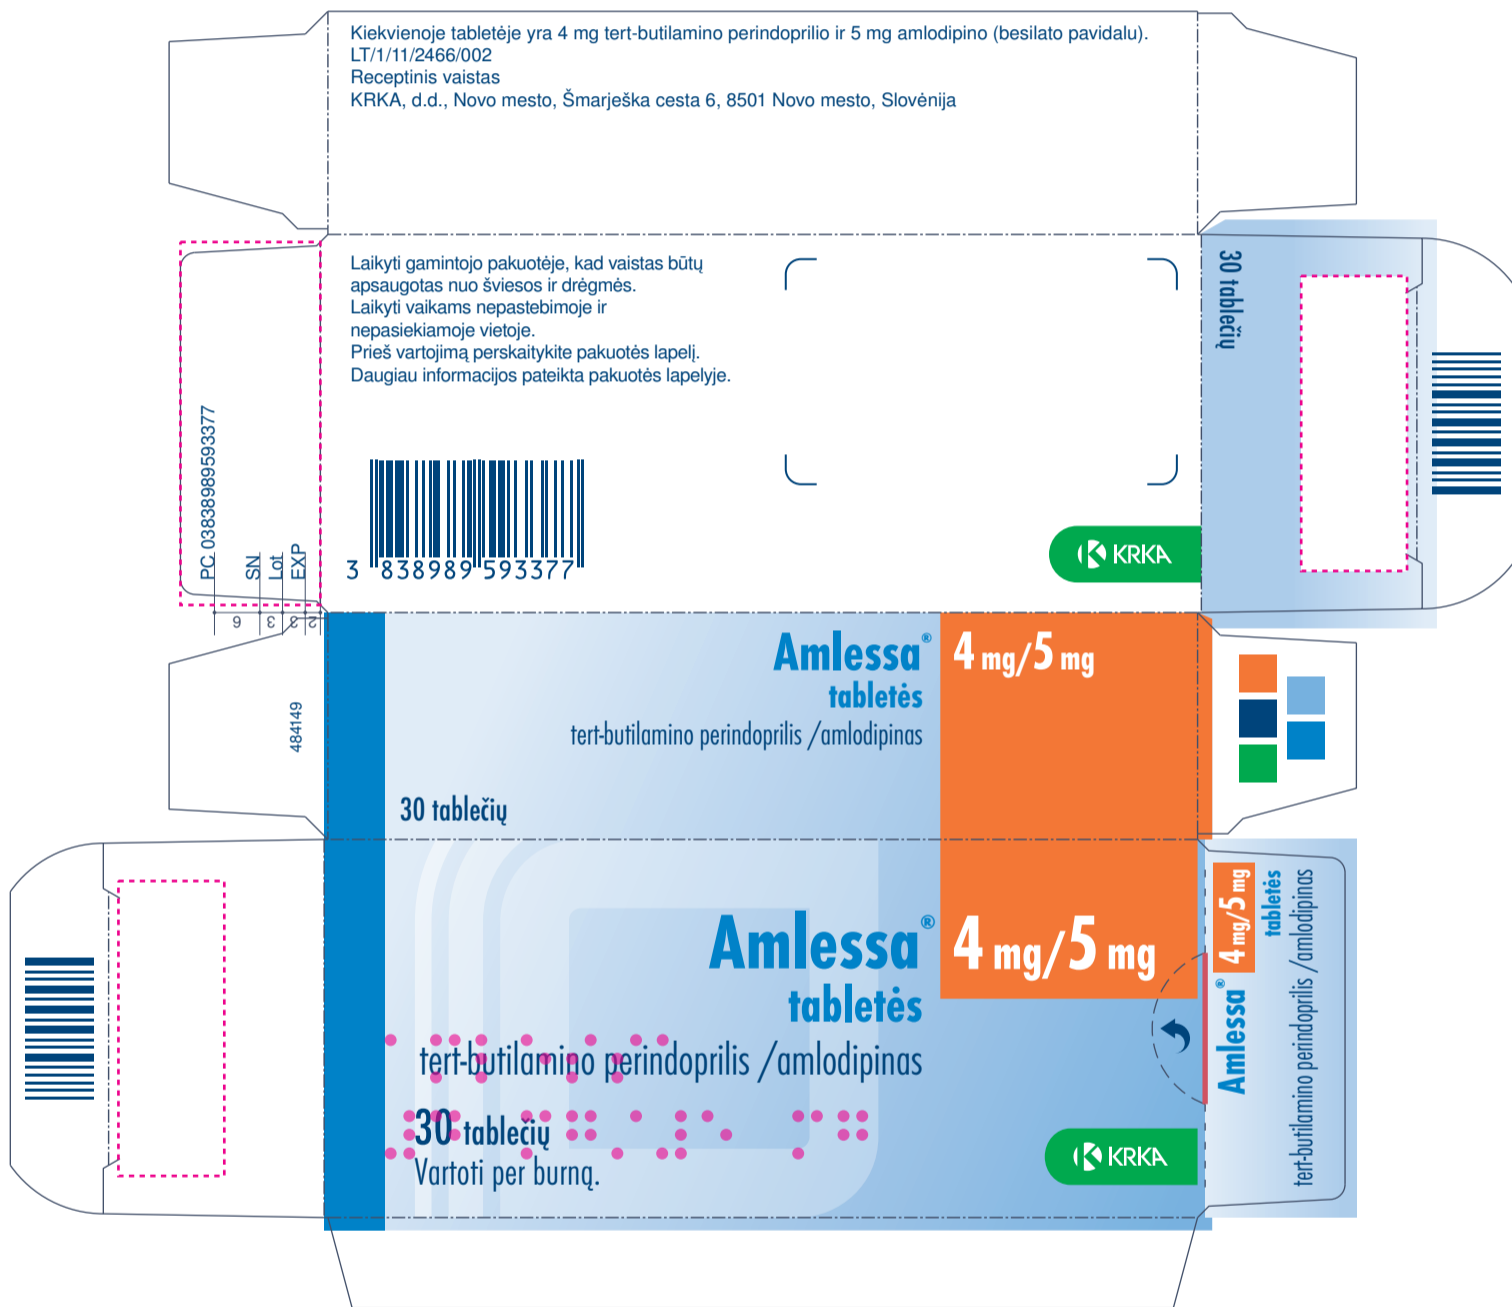 Kiekvienoje tabletėje yra 4 mg tert-butilamino perindoprilio ir 5 mg amlodipino (besilato pavidalu).
LT/1/11/2466/002
Receptinis vaistas
KRKA, d.d., Novo mesto, Šmarješka cesta 6, 8501 Novo mesto, Slovėnija
Laikyti gamintojo pakuotėje, kad vaistas būtų
apsaugotas nuo šviesos ir drėgmės.
Laikyti vaikams nepastebimoje ir
nepasiekiamoje vietoje.
Prieš vartojimą perskaitykite pakuotės lapelį.
Daugiau informacijos pateikta pakuotės lapelyje.
30 tablečių
PC 03838989593377
SN
Lot
EXP
6
3
3
2
3 838989 593377
KRKA
484149
Amlessa®
tabletės
tert-butilamino perindoprilis /amlodipinas
4 mg/5 mg
30 tablečių
Amlessa®
tabletės
tert-butilamino perindoprilis /amlodipinas
4 mg/5 mg
30 tablečių
Vartoti per burną.
KRKA
Amlessa® 4 mg/5 mg
tabletės
tert-butilamino perindoprilis /amlodipinas